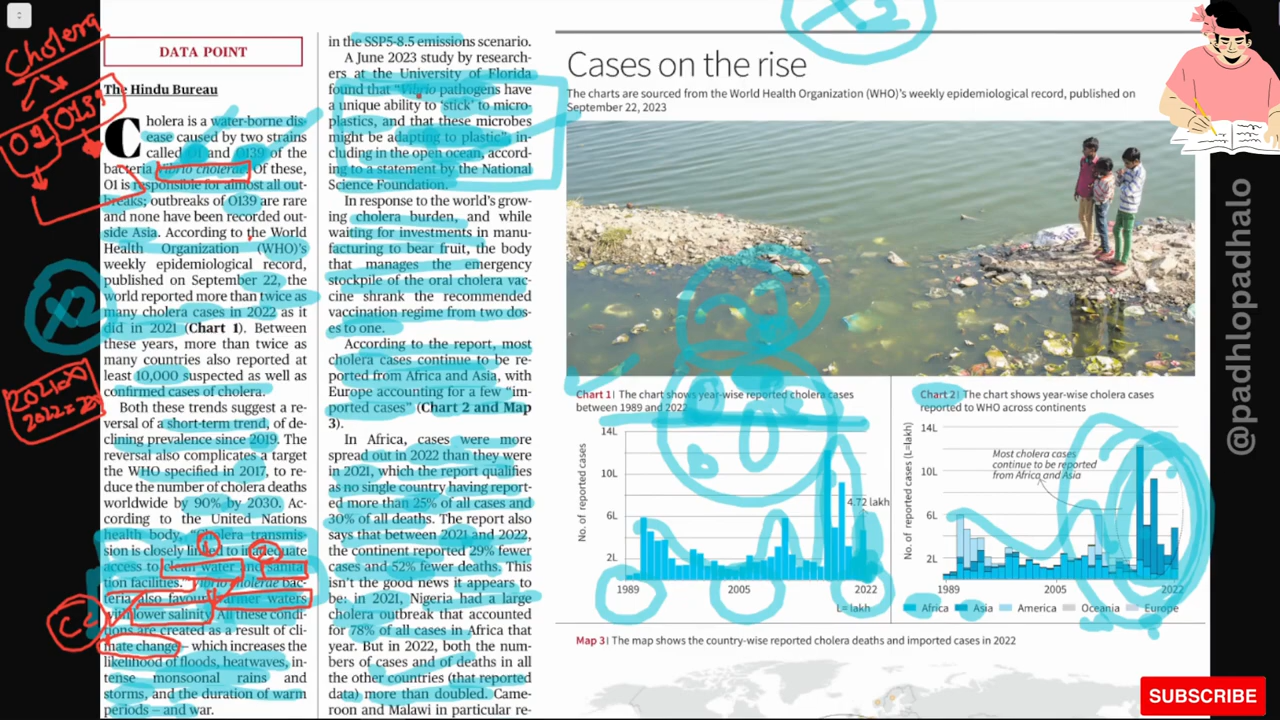 Cholera
O1
O139
X2
X2
DATA POINT
The Hindu Bureau
Cholera is a water-borne dis-
ease caused by two strains
called O1 and O139 of the
bacteria Vibrio cholerae. Of these,
O1 is responsible for almost all out-
breaks; outbreaks of O139 are rare
and none have been recorded out-
side Asia. According to the World
Health Organization (WHO)'s
weekly epidemiological record,
published on September 22, the
world reported more than twice as
many cholera cases in 2022 as it
did in 2021 (Chart 1). Between
these years, more than twice as
many countries also reported at
least 10,000 suspected as well as
confirmed cases of cholera.
Both these trends suggest a re-
versal of a short-term trend, of de-
clining prevalence since 2019. The
reversal also complicates a target
the WHO specified in 2017, to re-
duce the number of cholera deaths
worldwide by 90% by 2030. Ac-
cording to the United Nations
health body, "cholera transmis-
sion is closely linked to inadequate
access to clean water and sanita-
tion facilities." Vibrio cholerae bac-
teria also favour warmer waters
with lower salinity. All these condi-
tions are created as a result of cli-
mate change – which increases the
likelihood of floods, heatwaves, in-
tense monsoonal rains and
storms, and the duration of warm
periods – and war.
in the SSP5-8.5 emissions scenario.
A June 2023 study by research-
ers at the University of Florida
found that "Vibrio pathogens have
a unique ability to 'stick' to micro-
plastics, and that these microbes
might be adapting to plastic", in-
cluding in the open ocean, accord-
ing to a statement by the National
Science Foundation.
In response to the world's grow-
ing cholera burden, and while
waiting for investments in manu-
facturing to bear fruit, the body
that manages the emergency
stockpile of the oral cholera vac-
cine shrank the recommended
vaccination regime from two dos-
es to one.
According to the report, most
cholera cases continue to be re-
ported from Africa and Asia, with
Europe accounting for a few "im-
ported cases" (Chart 2 and Map
3).
In Africa, cases were more
spread out in 2022 than they were
in 2021, which the report qualifies
as no single country having report-
ed more than 25% of all cases and
30% of all deaths. The report also
says that between 2021 and 2022,
the continent reported 29% fewer
cases and 52% fewer deaths. This
isn't the good news it appears to
be: in 2021, Nigeria had a large
cholera outbreak that accounted
for 78% of all cases in Africa that
year. But in 2022, both the num-
bers of cases and of deaths in all
the other countries (that reported
data) more than doubled. Came-
roon and Malawi in particular re-
Cases on the rise
The charts are sourced from the World Health Organization (WHO)'s weekly epidemiological record, published on
September 22, 2023
Chart 1| The chart shows year-wise reported cholera cases
between 1989 and 2022
14L
10L
6L
2L
No. of reported cases
4.72 lakh
1989
2005
2022
L= lakh
Chart 2| The chart shows year-wise cholera cases
reported to WHO across continents
14L
10L
6L
2L
No. of reported cases (L=lakh)
Most cholera cases
continue to be reported
from Africa and Asia
1989
2005
2022
Africa Asia America Oceania Europe
Map 3| The map shows the country-wise reported cholera deaths and imported cases in 2022
@padhlopadhalo
SUBSCRIBE